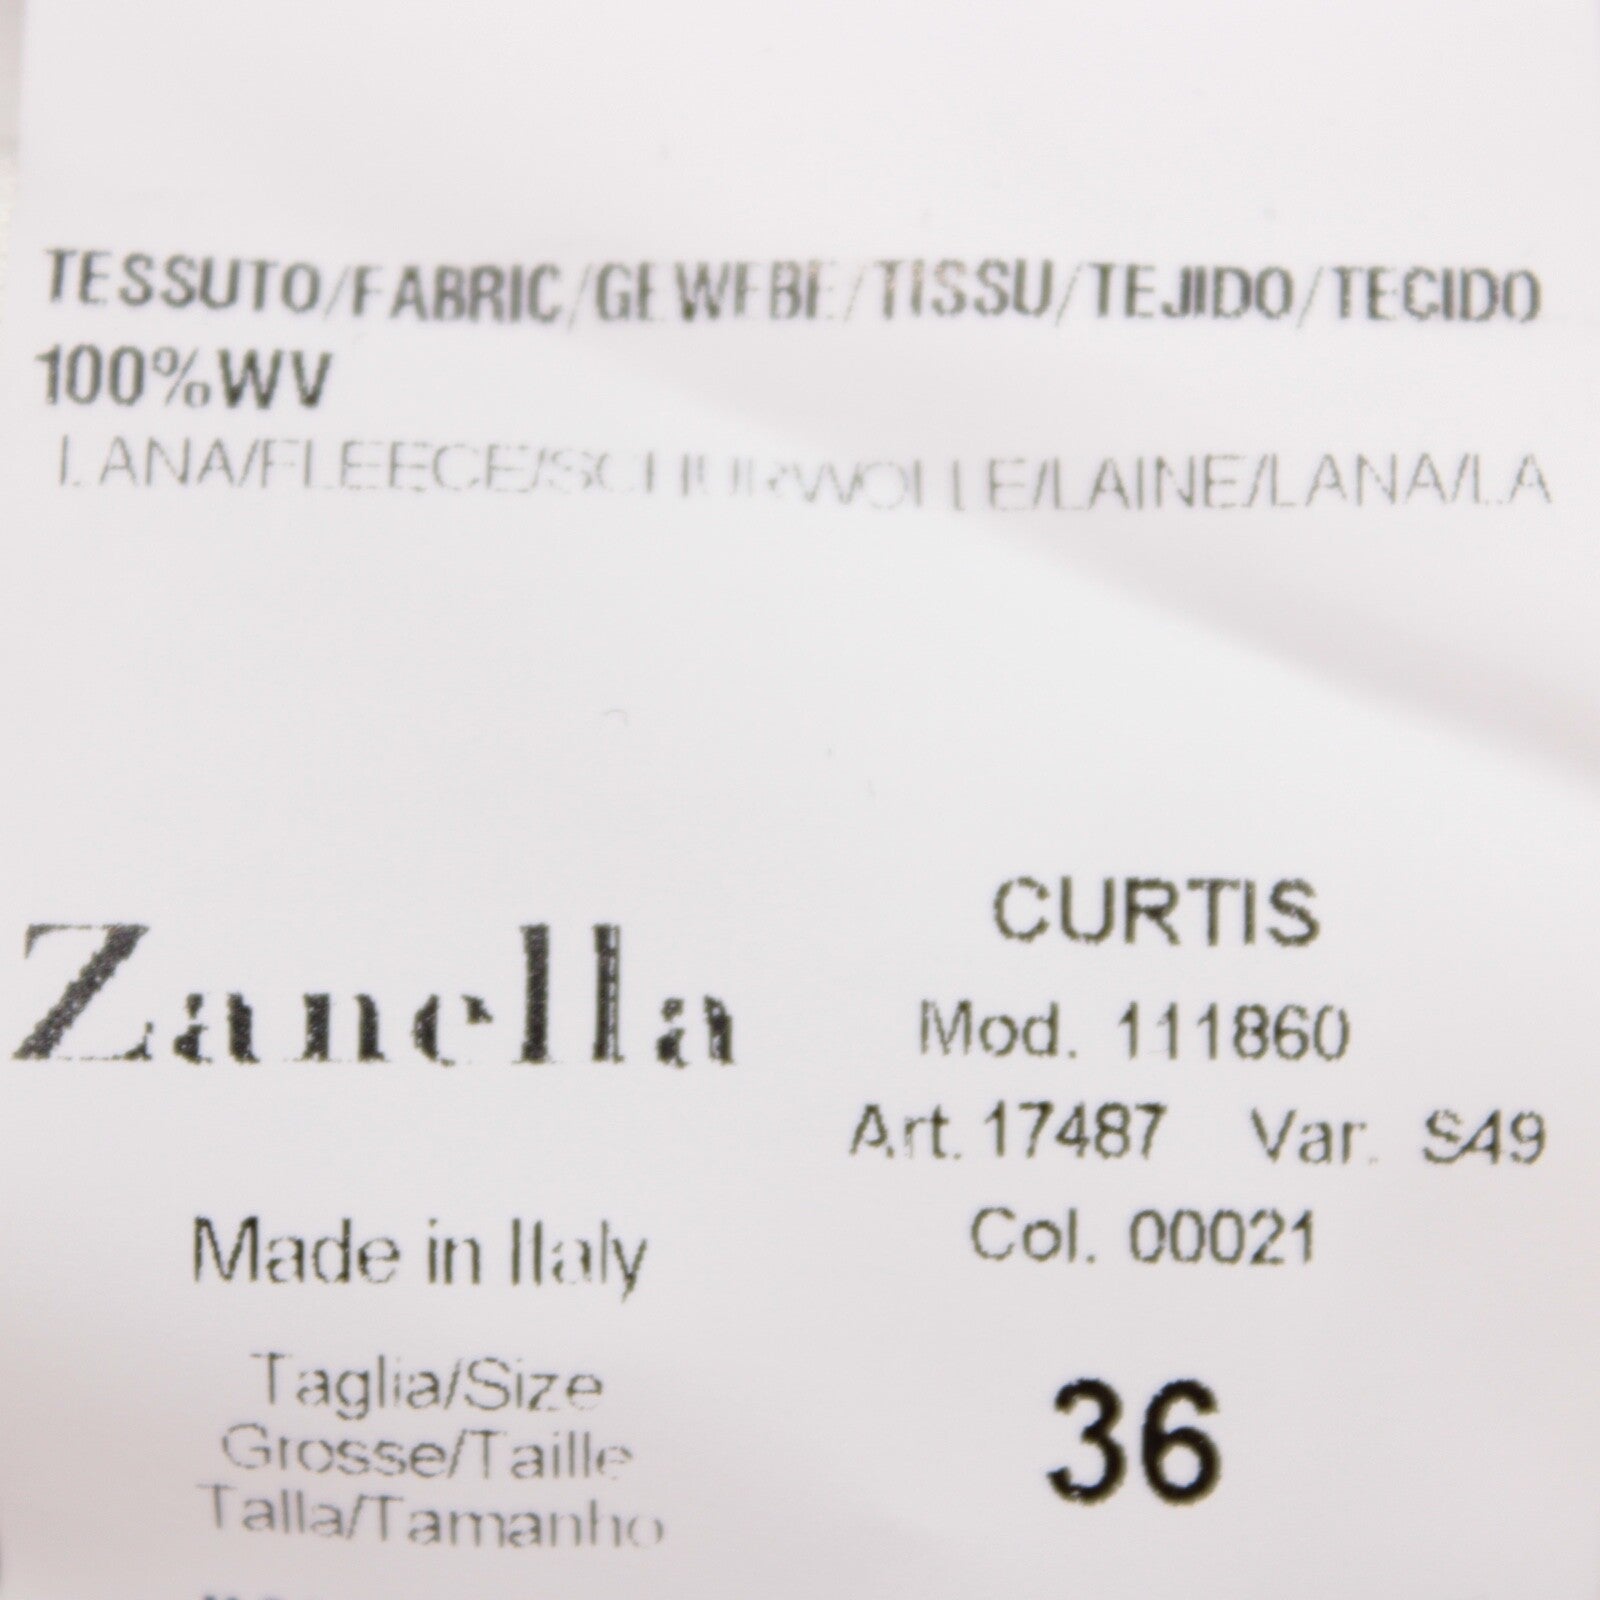 TESSUTO/FABRIC/GEWEBE/TISSU/TEJIDO/TECIDO
100%WV
LANA/FLEECE/SCHURWOLLE/LAINE/LANA/LA
Zanella
CURTIS
Mod. 111860
Art. 17487 Var. S49
Made in Italy
Col. 00021
Taglia/Size
Grosse/Taille
Talla/Tamanho
36